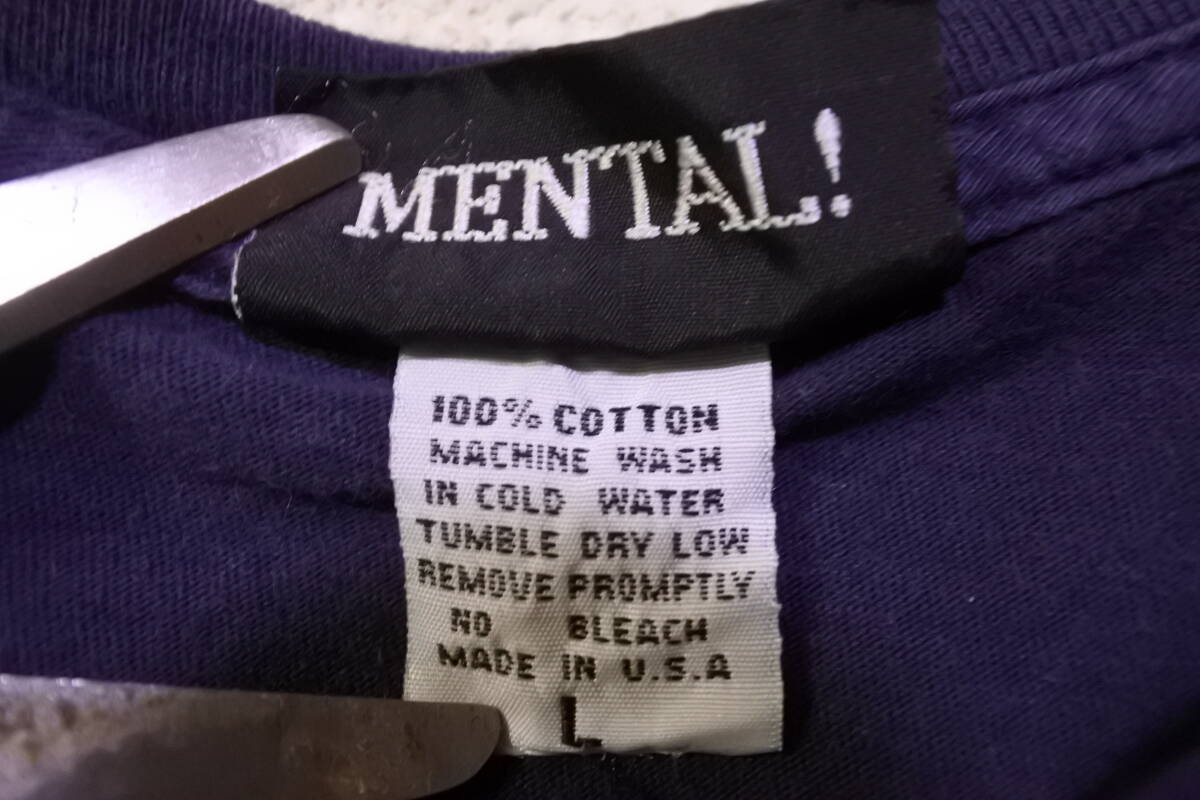 MENTAL!
100% COTTON
MACHINE WASH
IN COLD WATER
TUMBLE DRY LOW
REMOVE PROMPTLY
NO BLEACH
MADE IN U.S.A
L